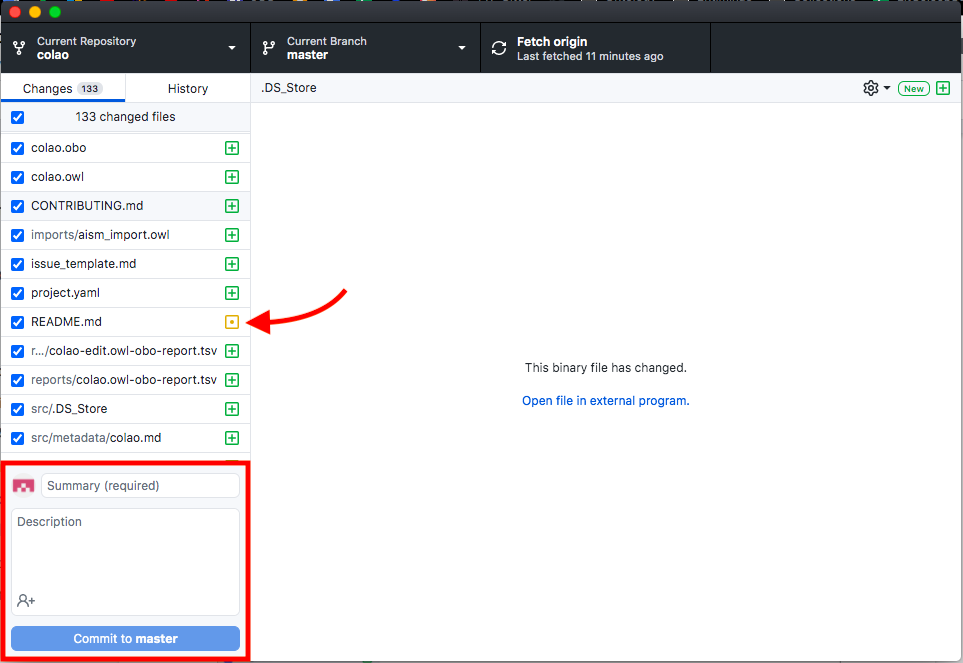 Current Repository
colao
Current Branch
master
Fetch origin
Last fetched 11 minutes ago
Changes 133
History
.DS_Store
New
133 changed files
colao.obo
colao.owl
CONTRIBUTING.md
imports/aism_import.owl
issue_template.md
project.yaml
README.md
r.../colao-edit.owl-obo-report.tsv
reports/colao.owl-obo-report.tsv
src/.DS_Store
src/metadata/colao.md
This binary file has changed.
Open file in external program.
Summary (required)
Description
Commit to master